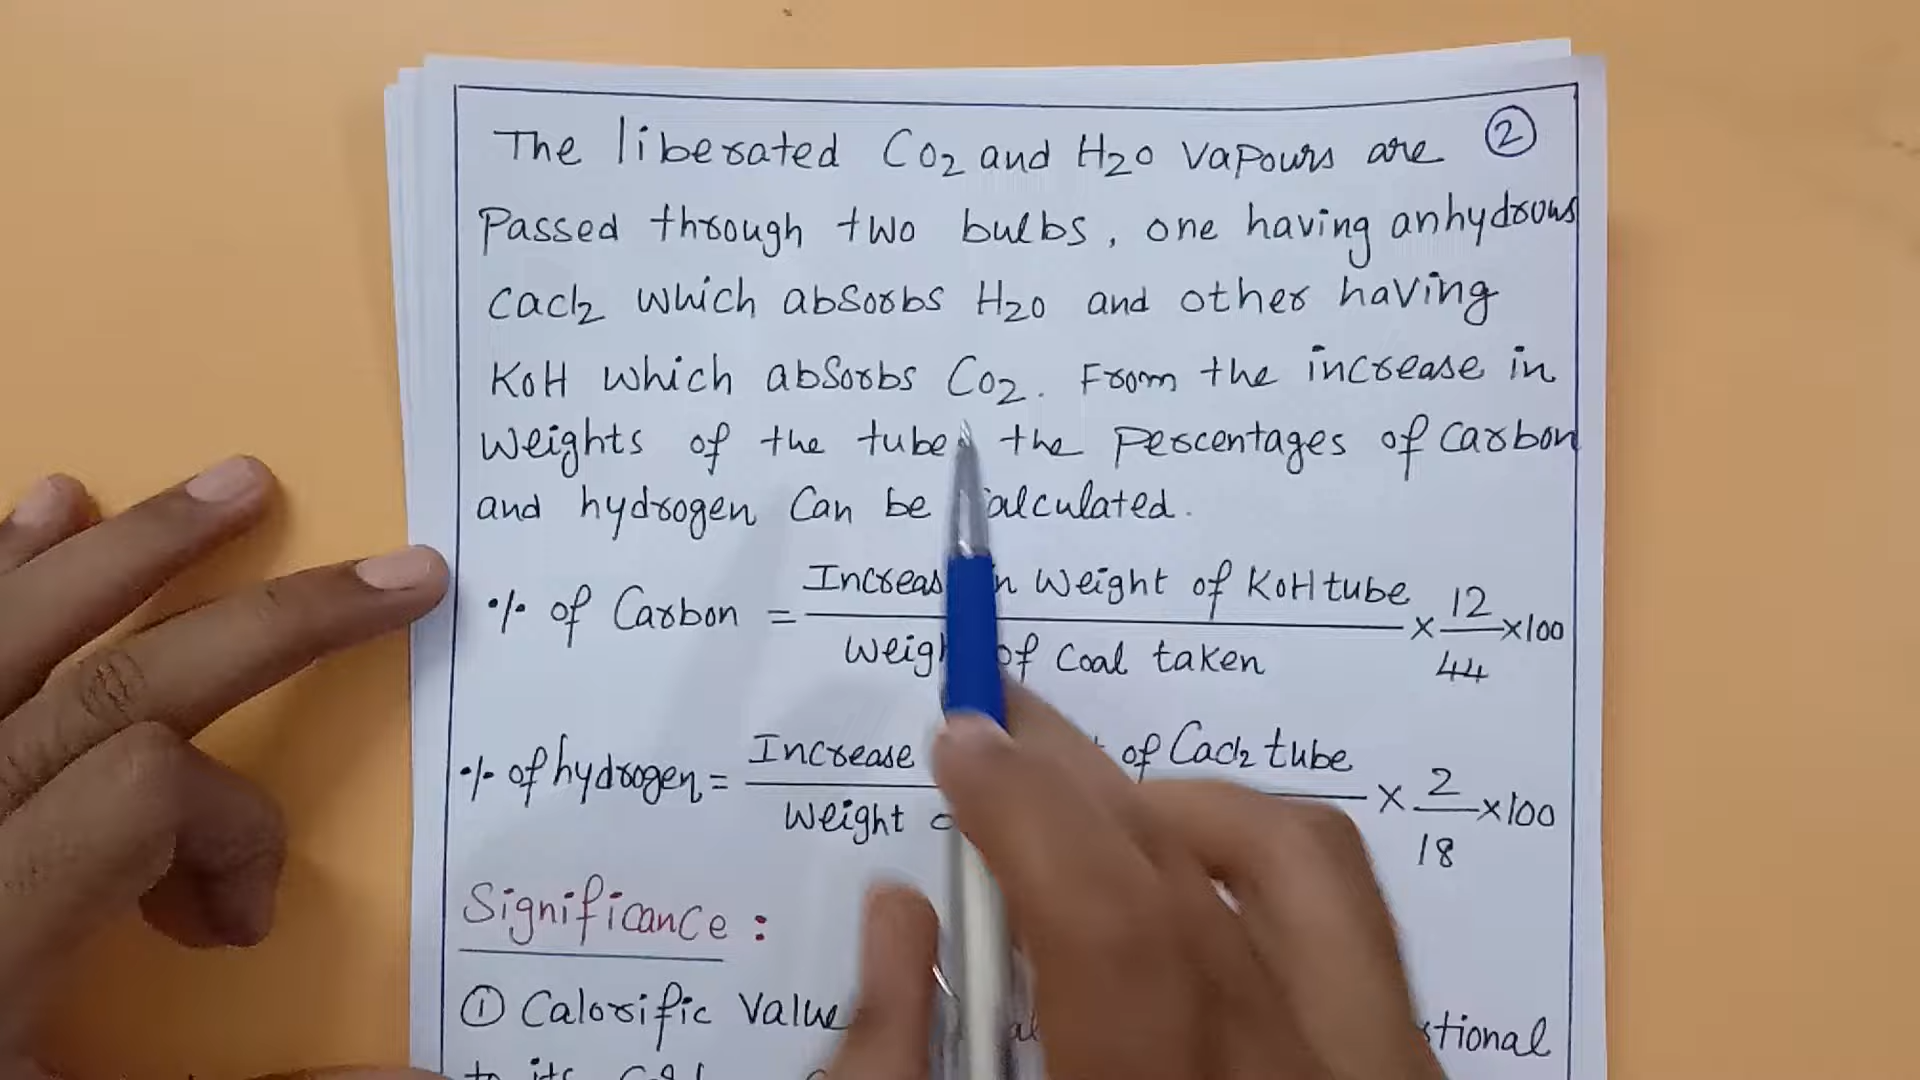 The liberated CO2 and H2O vapours are ②
Passed through two bulbs, one having anhydrous
CaCl2 which absorbs H2O and other having
KOH which absorbs CO2. From the increase in
weights of the tube the percentages of carbon
and hydrogen can be calculated.
Increas in weight of KOH tube
% of Carbon = × 12/44 ×100
of coal taken
Increase of CaCl2 tube
% of hydrogen = × 2/18 ×100
Weight
Significance :
① Calorific Value
to its